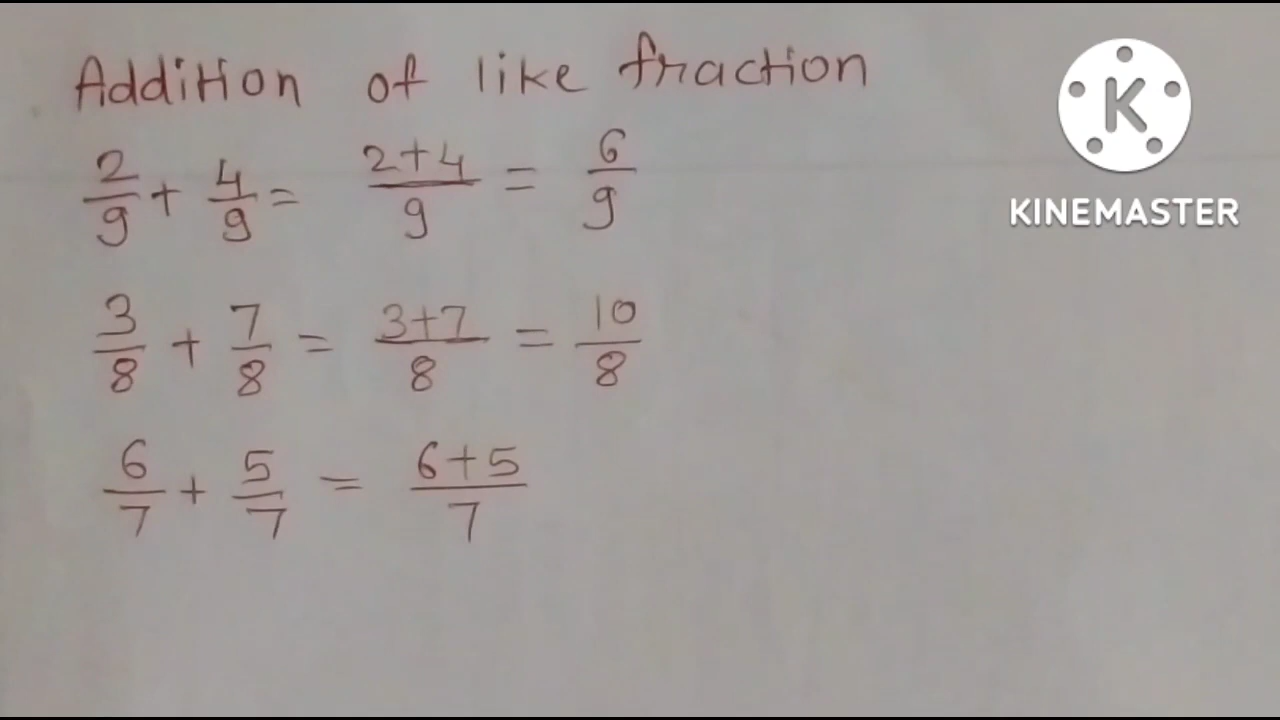 Addition of like fraction
2/9 + 4/9 = 2+4/9 = 6/9
3/8 + 7/8 = 3+7/8 = 10/8
6/7 + 5/7 = 6+5/7
K
KINEMASTER